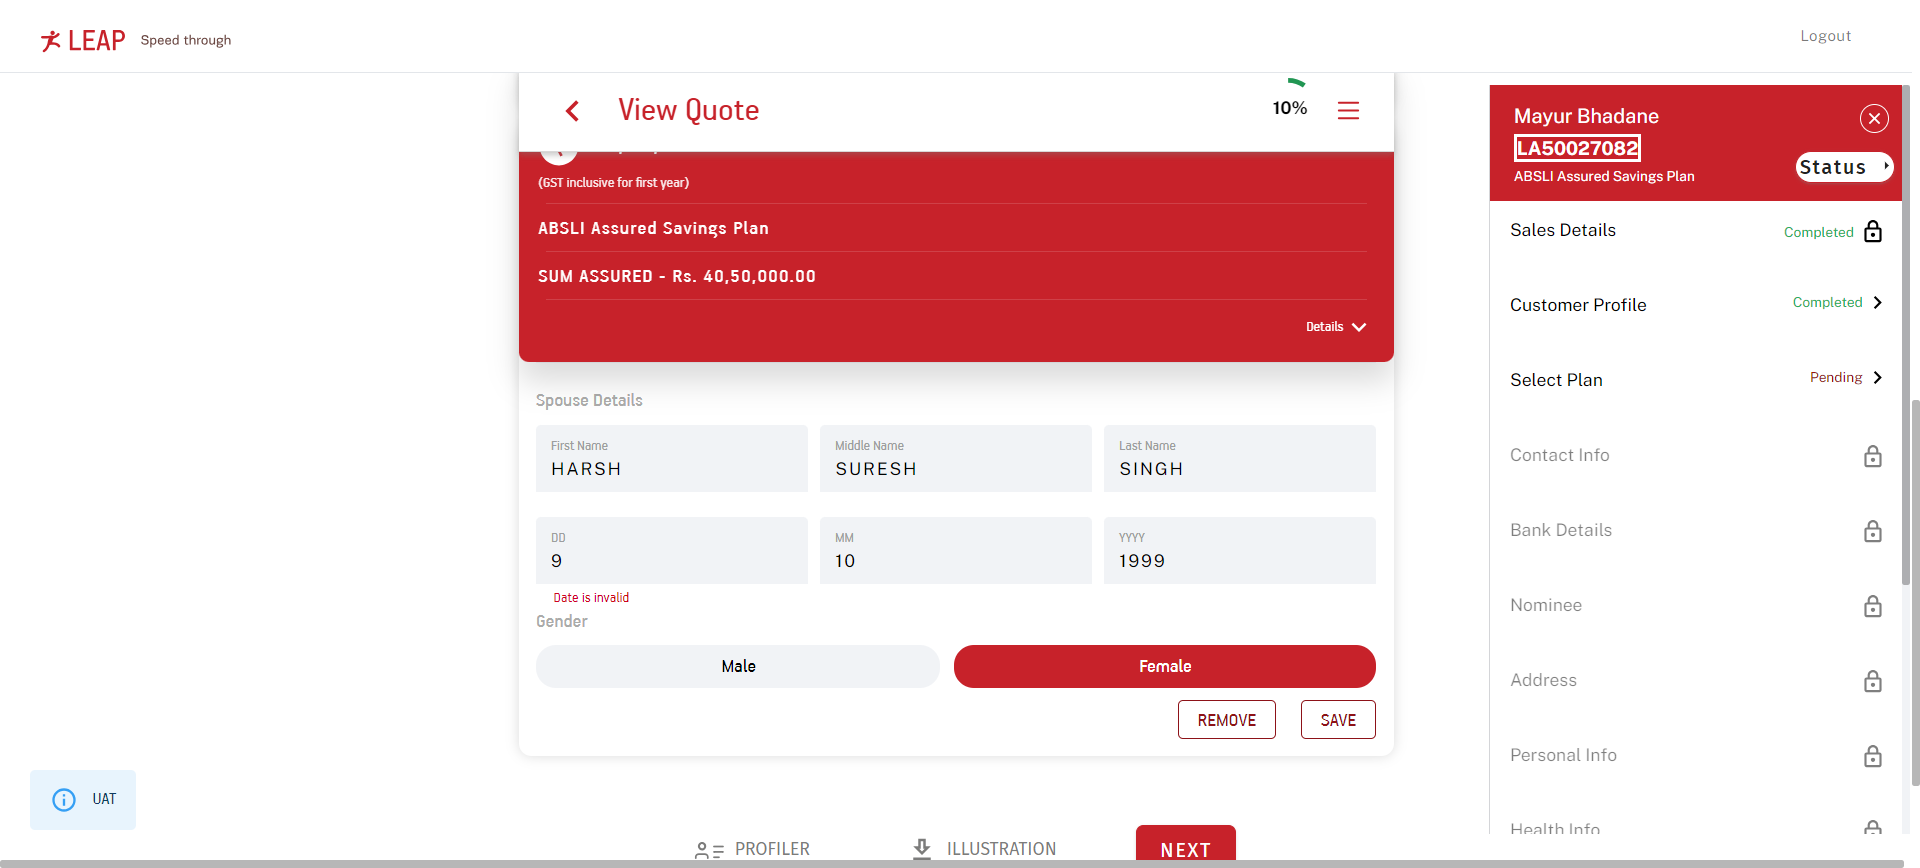 LEAP Speed through
Logout
View Quote
10%
(GST inclusive for first year)
ABSLI Assured Savings Plan
SUM ASSURED - Rs. 40,50,000.00
Details
Spouse Details
First Name
HARSH
Middle Name
SURESH
Last Name
SINGH
DD
9
MM
10
YYYY
1999
Date is invalid
Gender
Male
Female
REMOVE
SAVE
UAT
PROFILER
ILLUSTRATION
NEXT
Mayur Bhadane
LA50027082
ABSLI Assured Savings Plan
Status
Sales Details
Completed
Customer Profile
Completed
Select Plan
Pending
Contact Info
Bank Details
Nominee
Address
Personal Info
Health Info